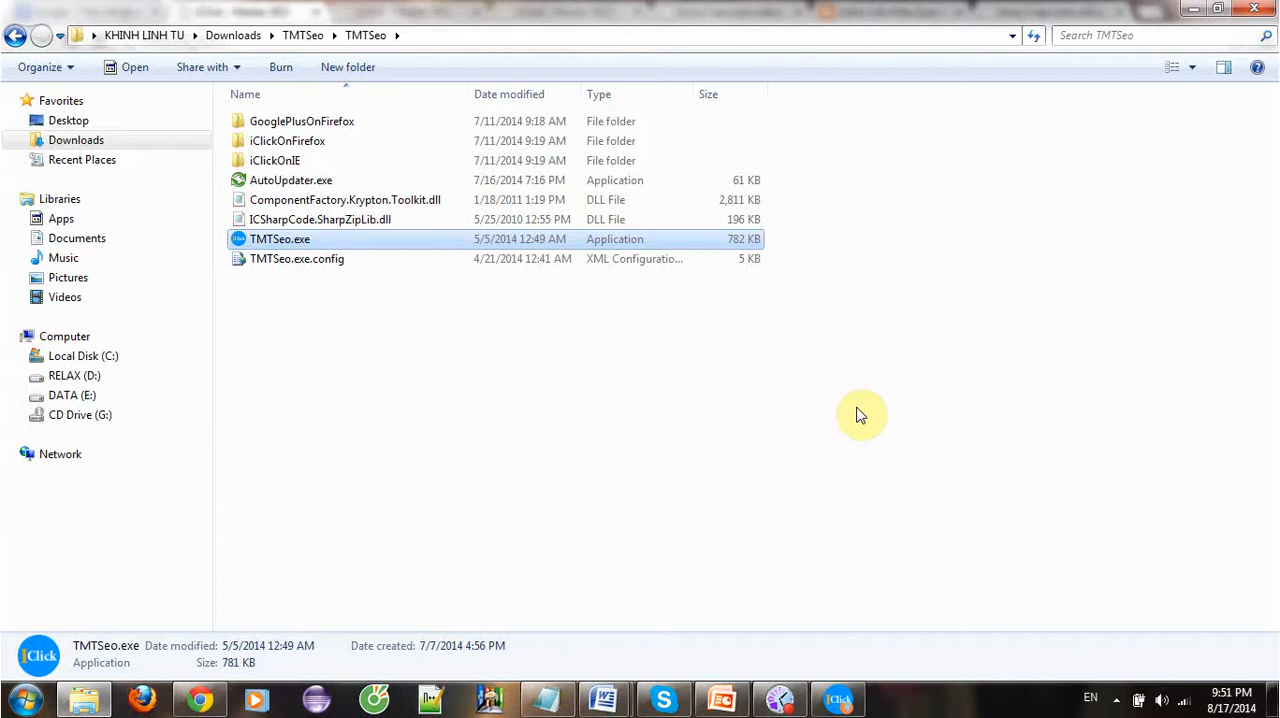 KHINH LINH TU Downloads TMTSeo TMTSeo Search TMTSeo
Organize Open Share with Burn New folder
Favorites
Desktop
Downloads
Recent Places
Libraries
Apps
Documents
Music
Pictures
Videos
Computer
Local Disk (C:)
RELAX (D:)
DATA (E:)
CD Drive (G:)
Network
Name Date modified Type Size
GooglePlusOnFirefox 7/11/2014 9:18 AM File folder
iClickOnFirefox 7/11/2014 9:19 AM File folder
iClickOnIE 7/11/2014 9:19 AM File folder
AutoUpdater.exe 7/16/2014 7:16 PM Application 61 KB
ComponentFactory.Krypton.Toolkit.dll 1/18/2011 1:19 PM DLL File 2,811 KB
ICSharpCode.SharpZipLib.dll 5/25/2010 12:55 PM DLL File 196 KB
TMTSeo.exe 5/5/2014 12:49 AM Application 782 KB
TMTSeo.exe.config 4/21/2014 12:41 AM XML Configuratio... 5 KB
IClick
TMTSeo.exe Date modified: 5/5/2014 12:49 AM Date created: 7/7/2014 4:56 PM
Application Size: 781 KB
EN 9:51 PM
8/17/2014